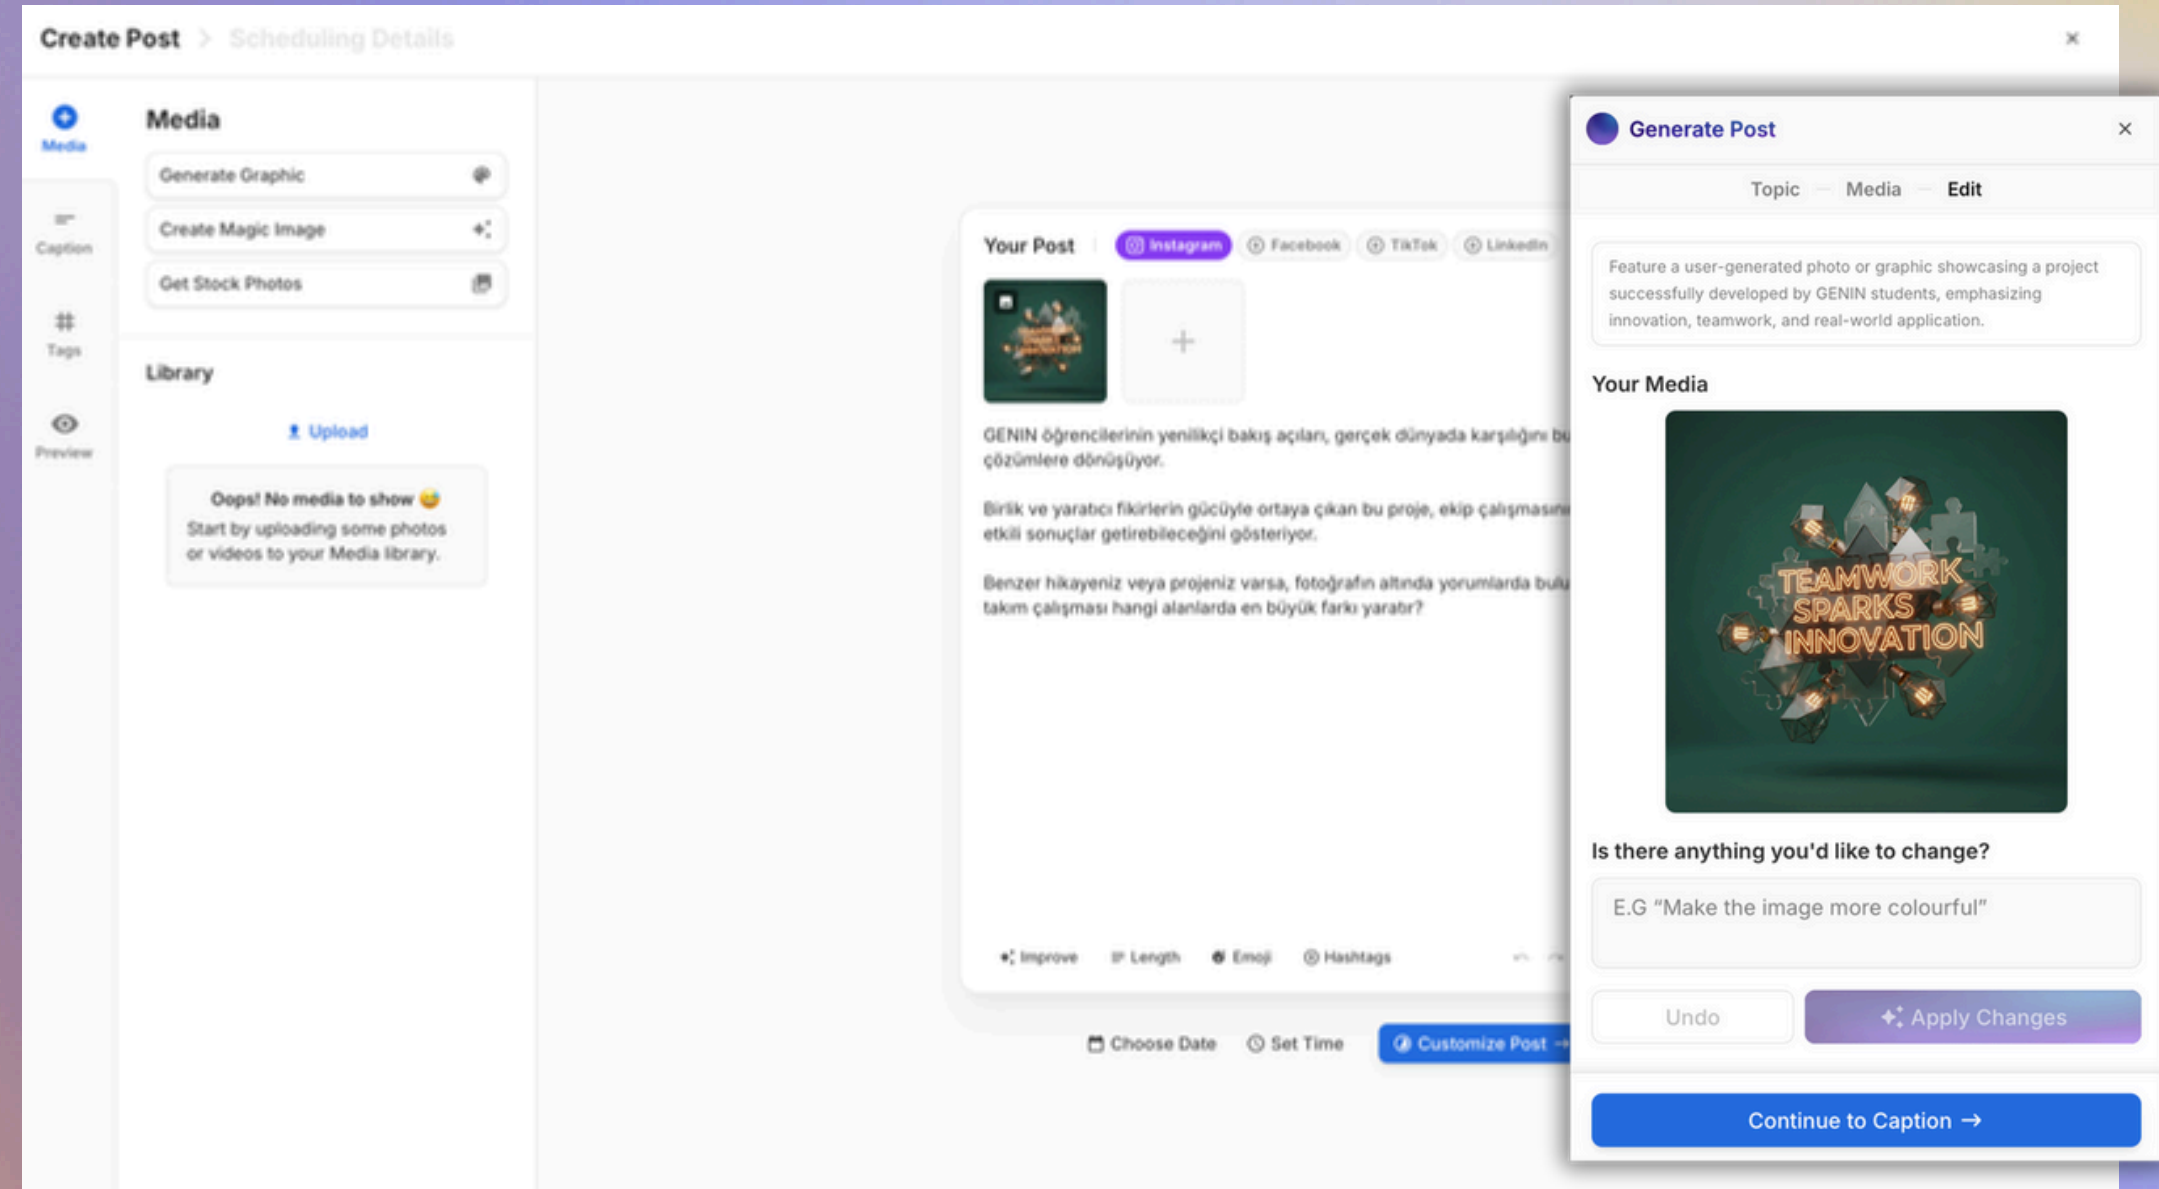 Create Post > Scheduling Details
Media
Caption
Tags
Preview
Media
Generate Graphic
Create Magic Image
Get Stock Photos
Library
Upload
Oops! No media to show 😅
Start by uploading some photos
or videos to your Media library.
Your Post
Instagram
Facebook
TikTok
LinkedIn
GENIN öğrencilerinin yenilikçi bakış açıları, gerçek dünyada karşılığını bu
çözümlere dönüşüyor.
Birlik ve yaratıcı fikirlerin gücüyle ortaya çıkan bu proje, ekip çalışmasını
etkili sonuçlar getirebileceğini gösteriyor.
Benzer hikayeniz veya projeniz varsa, fotoğrafın altında yorumlarda bulu
takım çalışması hangi alanlarda en büyük farkı yaratır?
Improve
Length
Emoji
Hashtags
Choose Date
Set Time
Customize Post →
Generate Post
Topic — Media — Edit
Feature a user-generated photo or graphic showcasing a project
successfully developed by GENIN students, emphasizing
innovation, teamwork, and real-world application.
Your Media
TEAMWORK
SPARKS
INNOVATION
Is there anything you'd like to change?
E.G “Make the image more colourful”
Undo
Apply Changes
Continue to Caption →